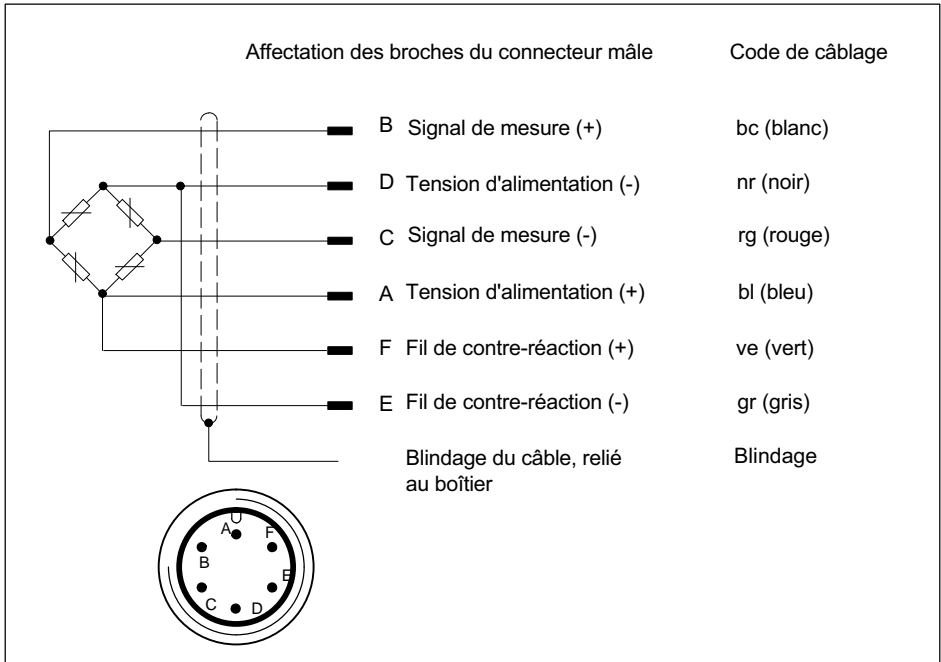 Affectation des broches du connecteur mâle Code de câblage
B Signal de mesure (+) bc (blanc)
D Tension d'alimentation (-) nr (noir)
C Signal de mesure (-) rg (rouge)
A Tension d'alimentation (+) bl (bleu)
F Fil de contre-réaction (+) ve (vert)
E Fil de contre-réaction (-) gr (gris)
Blindage du câble, relié Blindage
au boîtier
A F
B
E
C D